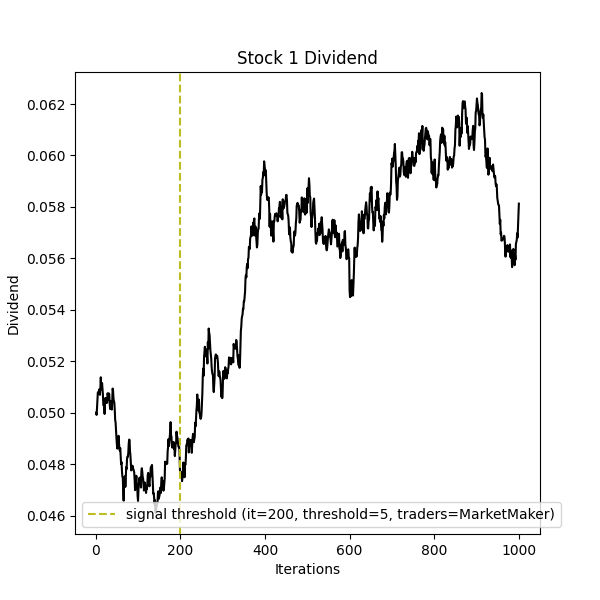 Stock 1 Dividend
0.062
0.060
0.058
0.056
0.054
0.052
0.050
0.048
0.046
Dividend
signal threshold (it=200, threshold=5, traders=MarketMaker)
0 200 400 600 800 1000
Iterations